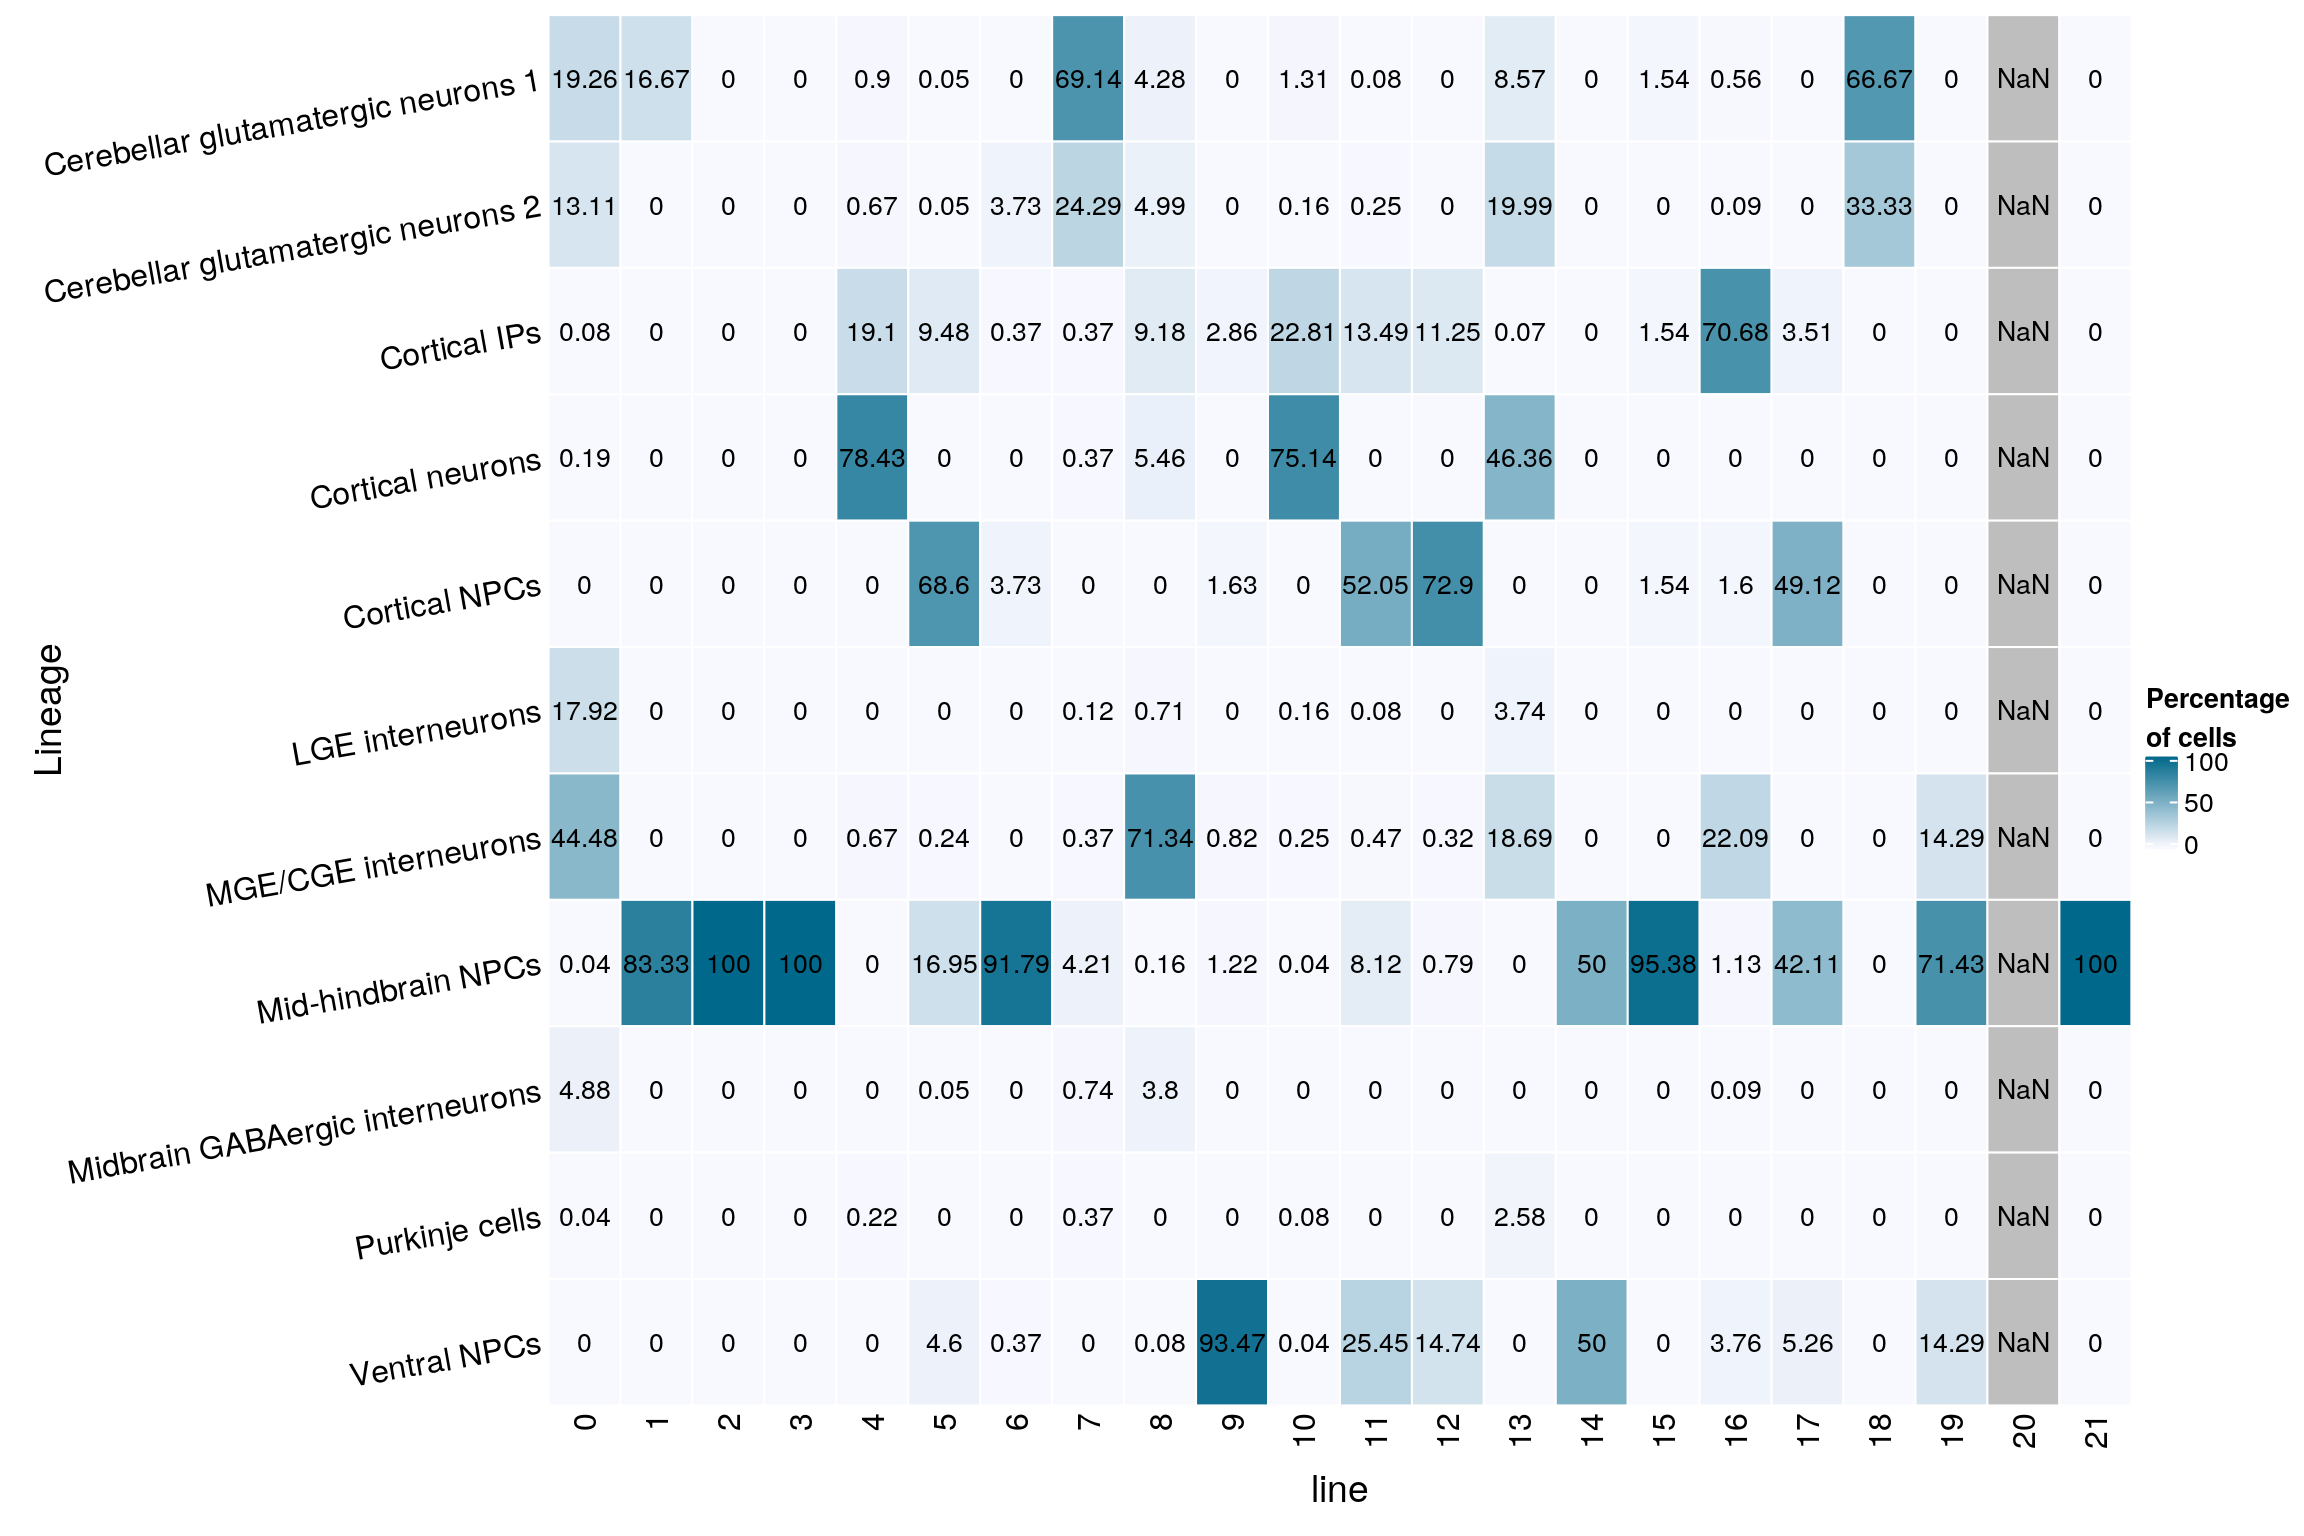 Cerebellar glutamatergic neurons 1 19.26 16.67 0 0 0.9 0.05 0 69.14 4.28 0 1.31 0.08 0 8.57 0 1.54 0.56 0 66.67 0 NaN 0
Cerebellar glutamatergic neurons 2 13.11 0 0 0 0.67 0.05 3.73 24.29 4.99 0 0.16 0.25 0 19.99 0 0 0.09 0 33.33 0 NaN 0
Cortical IPs 0.08 0 0 0 19.1 9.48 0.37 0.37 9.18 2.86 22.81 13.49 11.25 0.07 0 1.54 70.68 3.51 0 0 NaN 0
Cortical neurons 0.19 0 0 0 78.43 0 0 0.37 5.46 0 75.14 0 0 46.36 0 0 0 0 0 0 NaN 0
Cortical NPCs 0 0 0 0 0 68.6 3.73 0 0 1.63 0 52.05 72.9 0 0 1.54 1.6 49.12 0 0 NaN 0
LGE interneurons 17.92 0 0 0 0 0 0 0.12 0.71 0 0.16 0.08 0 3.74 0 0 0 0 0 0 NaN 0
MGE/CGE interneurons 44.48 0 0 0 0.67 0.24 0 0.37 71.34 0.82 0.25 0.47 0.32 18.69 0 0 22.09 0 0 14.29 NaN 0
Mid-hindbrain NPCs 0.04 83.33 100 100 0 16.95 91.79 4.21 0.16 1.22 0.04 8.12 0.79 0 50 95.38 1.13 42.11 0 71.43 NaN 100
Midbrain GABAergic interneurons 4.88 0 0 0 0 0.05 0 0.74 3.8 0 0 0 0 0 0 0 0.09 0 0 0 NaN 0
Purkinje cells 0.04 0 0 0 0.22 0 0 0.37 0 0 0.08 0 0 2.58 0 0 0 0 0 0 NaN 0
Ventral NPCs 0 0 0 0 0 4.6 0.37 0 0.08 93.47 0.04 25.45 14.74 0 50 0 3.76 5.26 0 14.29 NaN 0
0 1 2 3 4 5 6 7 8 9 10 11 12 13 14 15 16 17 18 19 20 21
line
Lineage
Percentage
of cells
100
50
0